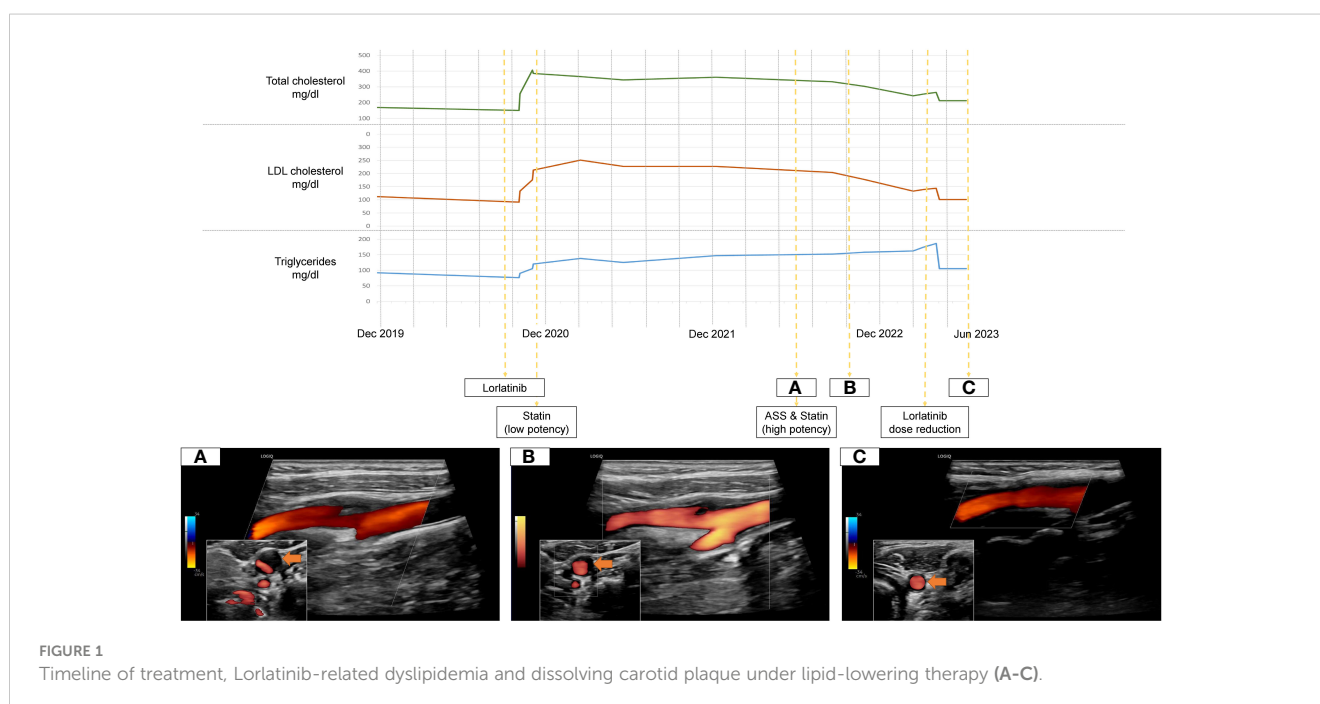 500
Total cholesterol
mg/dl
400
300
200
100
0
300
LDL cholesterol
mg/dl
250
200
150
100
50
0
200
Triglycerides
mg/dl
150
100
50
0
Dec 2019
Dec 2020
Dec 2021
Dec 2022
Jun 2023
Lorlatinib
A
B
C
Statin
(low potency)
ASS & Statin
(high potency)
Lorlatinib
dose reduction
A
B
C
LOGIQ
LOGIQ
LOGIQ
FIGURE 1
Timeline of treatment, Lorlatinib-related dyslipidemia and dissolving carotid plaque under lipid-lowering therapy (A-C).